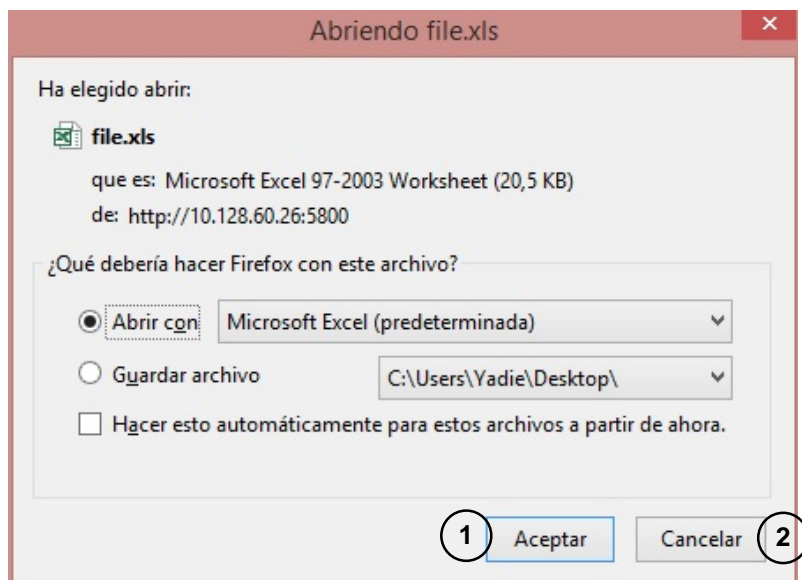 Abriendo file.xls
×
Ha elegido abrir:
file.xls
que es: Microsoft Excel 97-2003 Worksheet (20,5 KB)
de: http://10.128.60.26:5800
¿Qué debería hacer Firefox con este archivo?
Abrir con Microsoft Excel (predeterminada)
Guardar archivo C:\Users\Yadie\Desktop\
Hacer esto automáticamente para estos archivos a partir de ahora.
1 Aceptar Cancelar 2